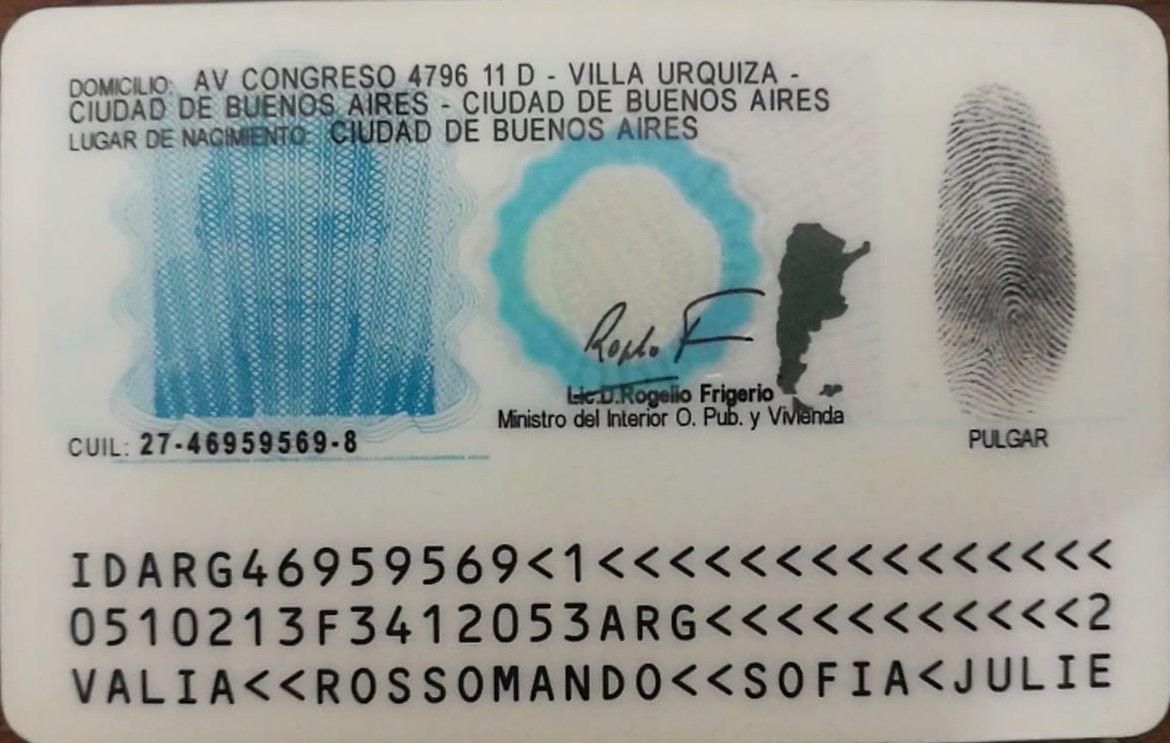 DOMICILIO: AV CONGRESO 4796 11 D - VILLA URQUIZA -
CIUDAD DE BUENOS AIRES - CIUDAD DE BUENOS AIRES
LUGAR DE NACIMIENTO: CIUDAD DE BUENOS AIRES
Lic.D.Rogelio Frigerio
Ministro del Interior O. Pub. y Vivienda
PULGAR
CUIL: 27-46959569-8
IDARG46959569<1<<<<<<<<<<<<<<<
0510213F3412053ARG<<<<<<<<<<<2
VALIA<<ROSSOMANDO<<SOFIA<JULIE